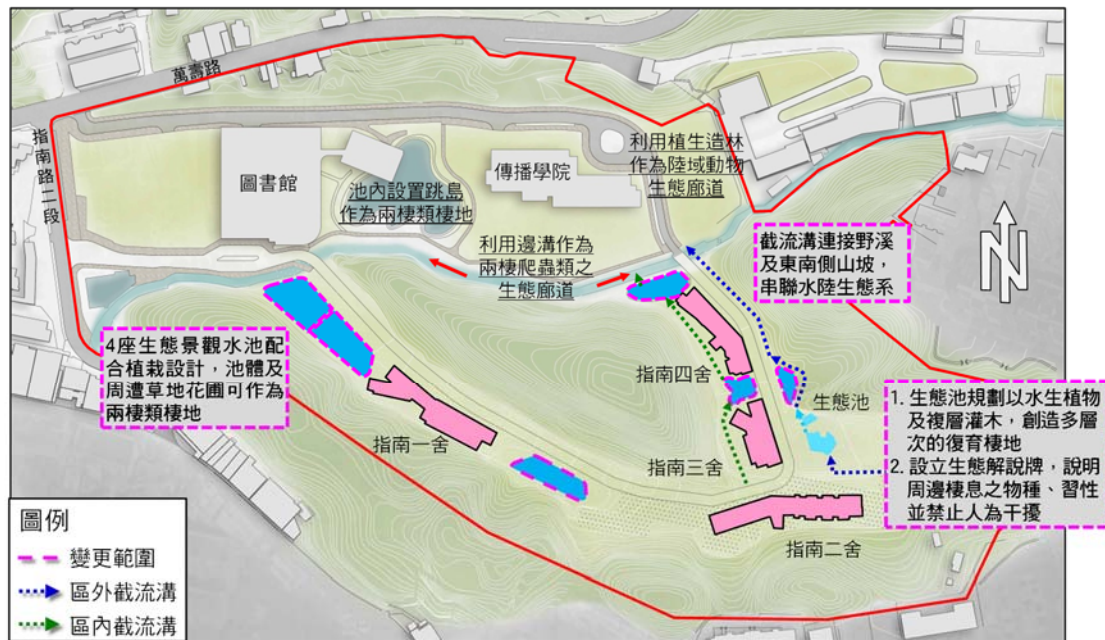 萬壽路
指南路二段
圖書館
池內設置跳島
作為兩棲類棲地
傳播學院
利用植生造林
作為陸域動物
生態廊道
利用邊溝作為
兩棲爬蟲類之
生態廊道
截流溝連接野溪
及東南側山坡，
串聯水陸生態系
N
4座生態景觀水池配
合植栽設計，池體及
周遭草地花圃可作為
兩棲類棲地
指南一舍
指南四舍
生態池
指南三舍
指南二舍
1. 生態池規劃以水生植物
及複層灌木，創造多層
次的復育棲地
2. 設立生態解說牌，說明
周邊棲息之物種、習性
並禁止人為干擾
圖例
變更範圍
區外截流溝
區內截流溝